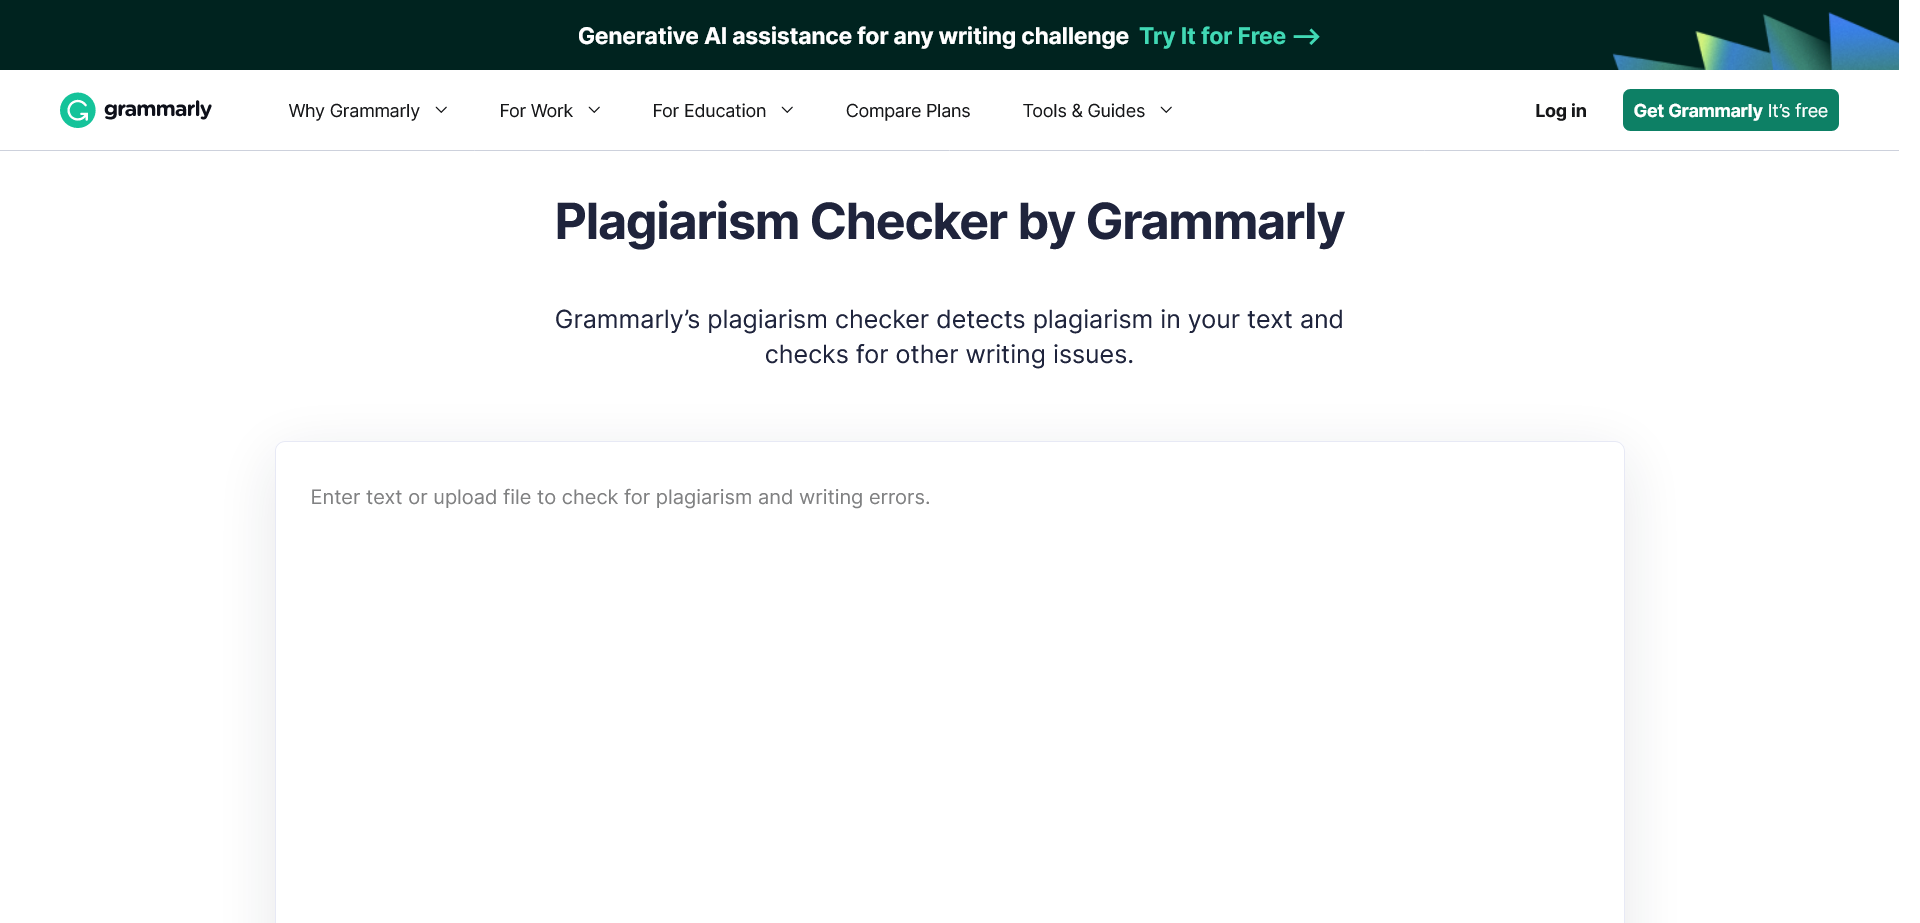 Generative AI assistance for any writing challenge Try It for Free →
grammarly
Why Grammarly
For Work
For Education
Compare Plans
Tools & Guides
Log in
Get Grammarly It’s free
Plagiarism Checker by Grammarly
Grammarly’s plagiarism checker detects plagiarism in your text and
checks for other writing issues.
Enter text or upload file to check for plagiarism and writing errors.